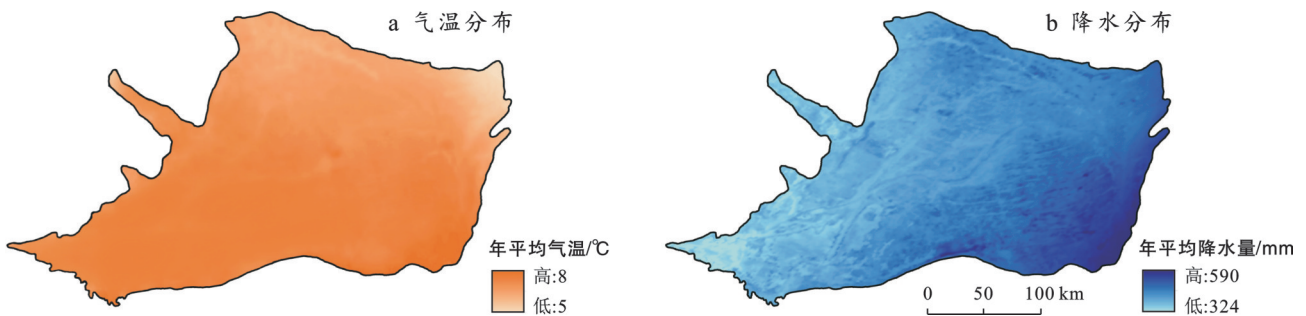 a 气温分布
年平均气温/℃
高:8
低:5
b 降水分布
年平均降水量/mm
高:590
低:324
0 50 100 km